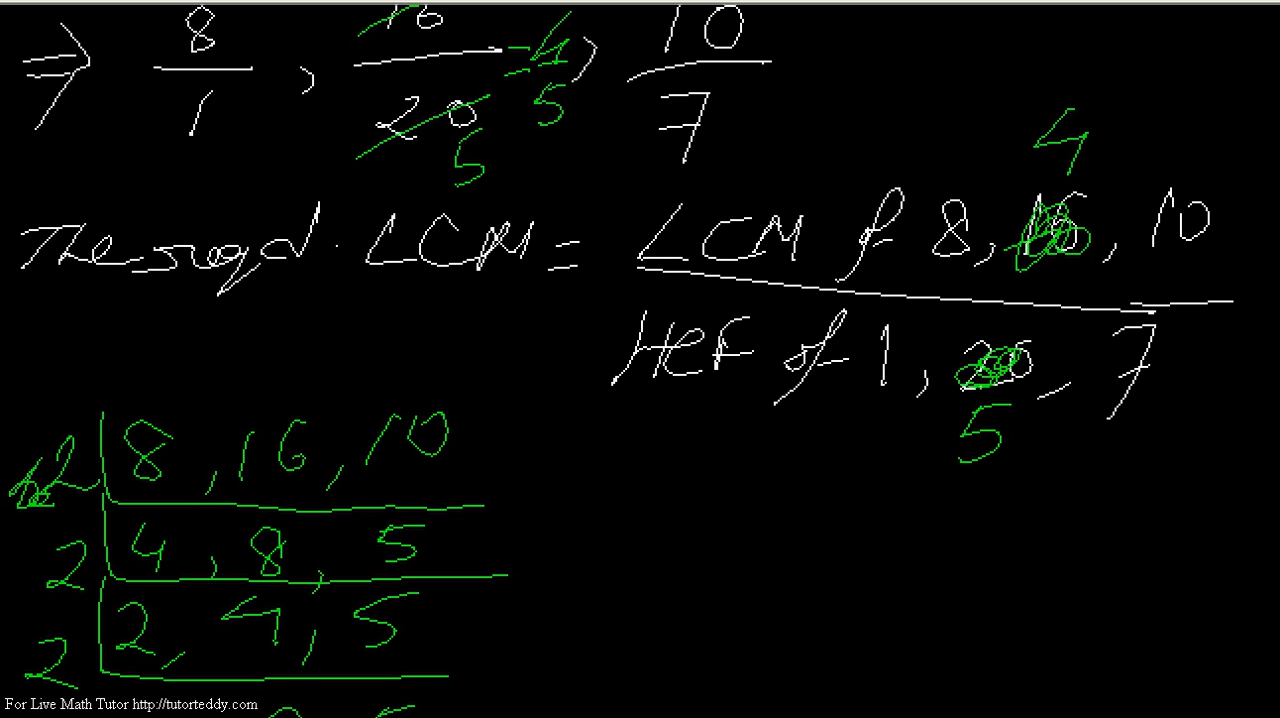 ⇒ 8/1 , 16/20 = 4/5 , 10/7
5
4
The reqd. LCM = LCM of 8, 16, 10
HCF of 1, 20, 7
5
2 8, 16, 10
2 4, 8, 5
2 2, 4, 5
For Live Math Tutor http://tutorteddy.com